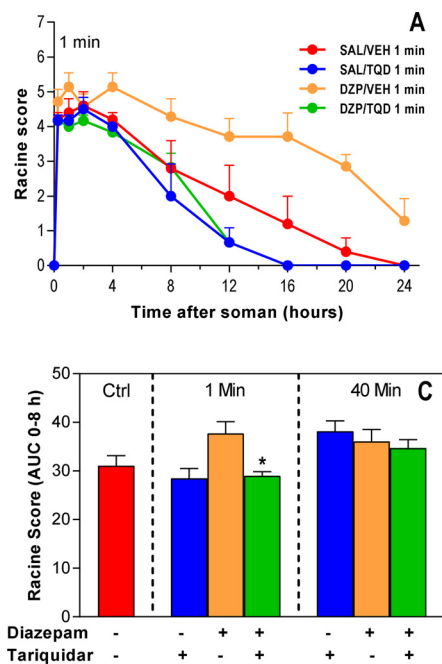 A
1 min
SAL/VEH 1 min
SAL/TQD 1 min
DZP/VEH 1 min
DZP/TQD 1 min
Racine score
7
6
5
4
3
2
1
0
0 4 8 12 16 20 24
Time after soman (hours)
C
Ctrl 1 Min 40 Min
Racine Score (AUC 0-8 h)
50
40
30
20
10
0
*
Diazepam - - + + - + +
Tariquidar - + - + + - +